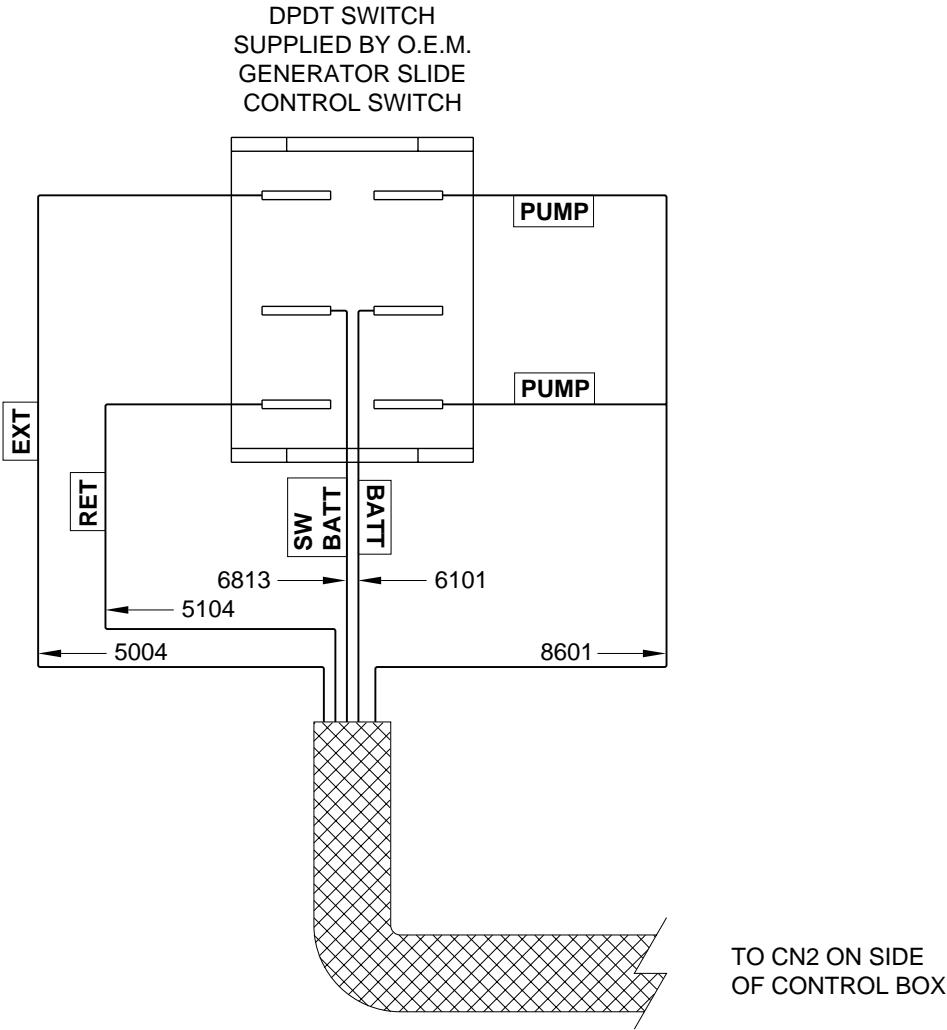 DPDT SWITCH
SUPPLIED BY O.E.M.
GENERATOR SLIDE
CONTROL SWITCH
PUMP
PUMP
EXT
RET
SW
BATT
BATT
6813
6101
5104
5004
8601
TO CN2 ON SIDE
OF CONTROL BOX